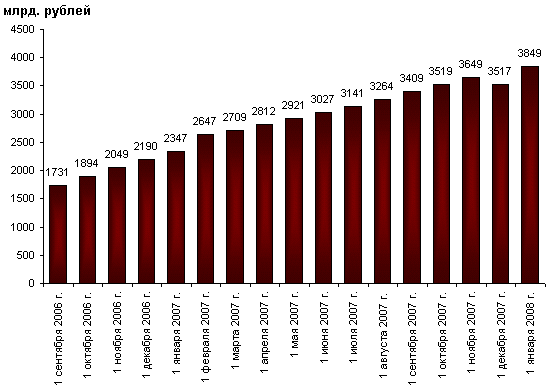 млрд. рублей
4500
4000
3500
3000
2500
2000
1500
1000
500
0
1731
1894
2049
2190
2347
2647
2709
2812
2921
3027
3141
3264
3409
3519
3649
3517
3849
1 сентября 2006 г.
1 октября 2006 г.
1 ноября 2006 г.
1 декабря 2006 г.
1 января 2007 г.
1 февраля 2007 г.
1 марта 2007 г.
1 апреля 2007 г.
1 мая 2007 г.
1 июня 2007 г.
1 июля 2007 г.
1 августа 2007 г.
1 сентября 2007 г.
1 октября 2007 г.
1 ноября 2007 г.
1 декабря 2007 г.
1 января 2008 г.